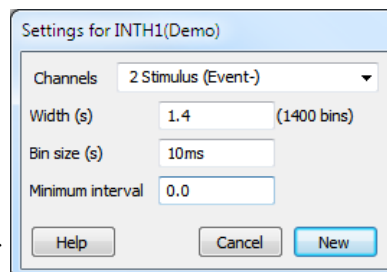 Settings for INTH1(Demo)
Channels 2 Stimulus (Event-)
Width (s) 1.4 (1400 bins)
Bin size (s) 10ms
Minimum interval 0.0
Help Cancel New